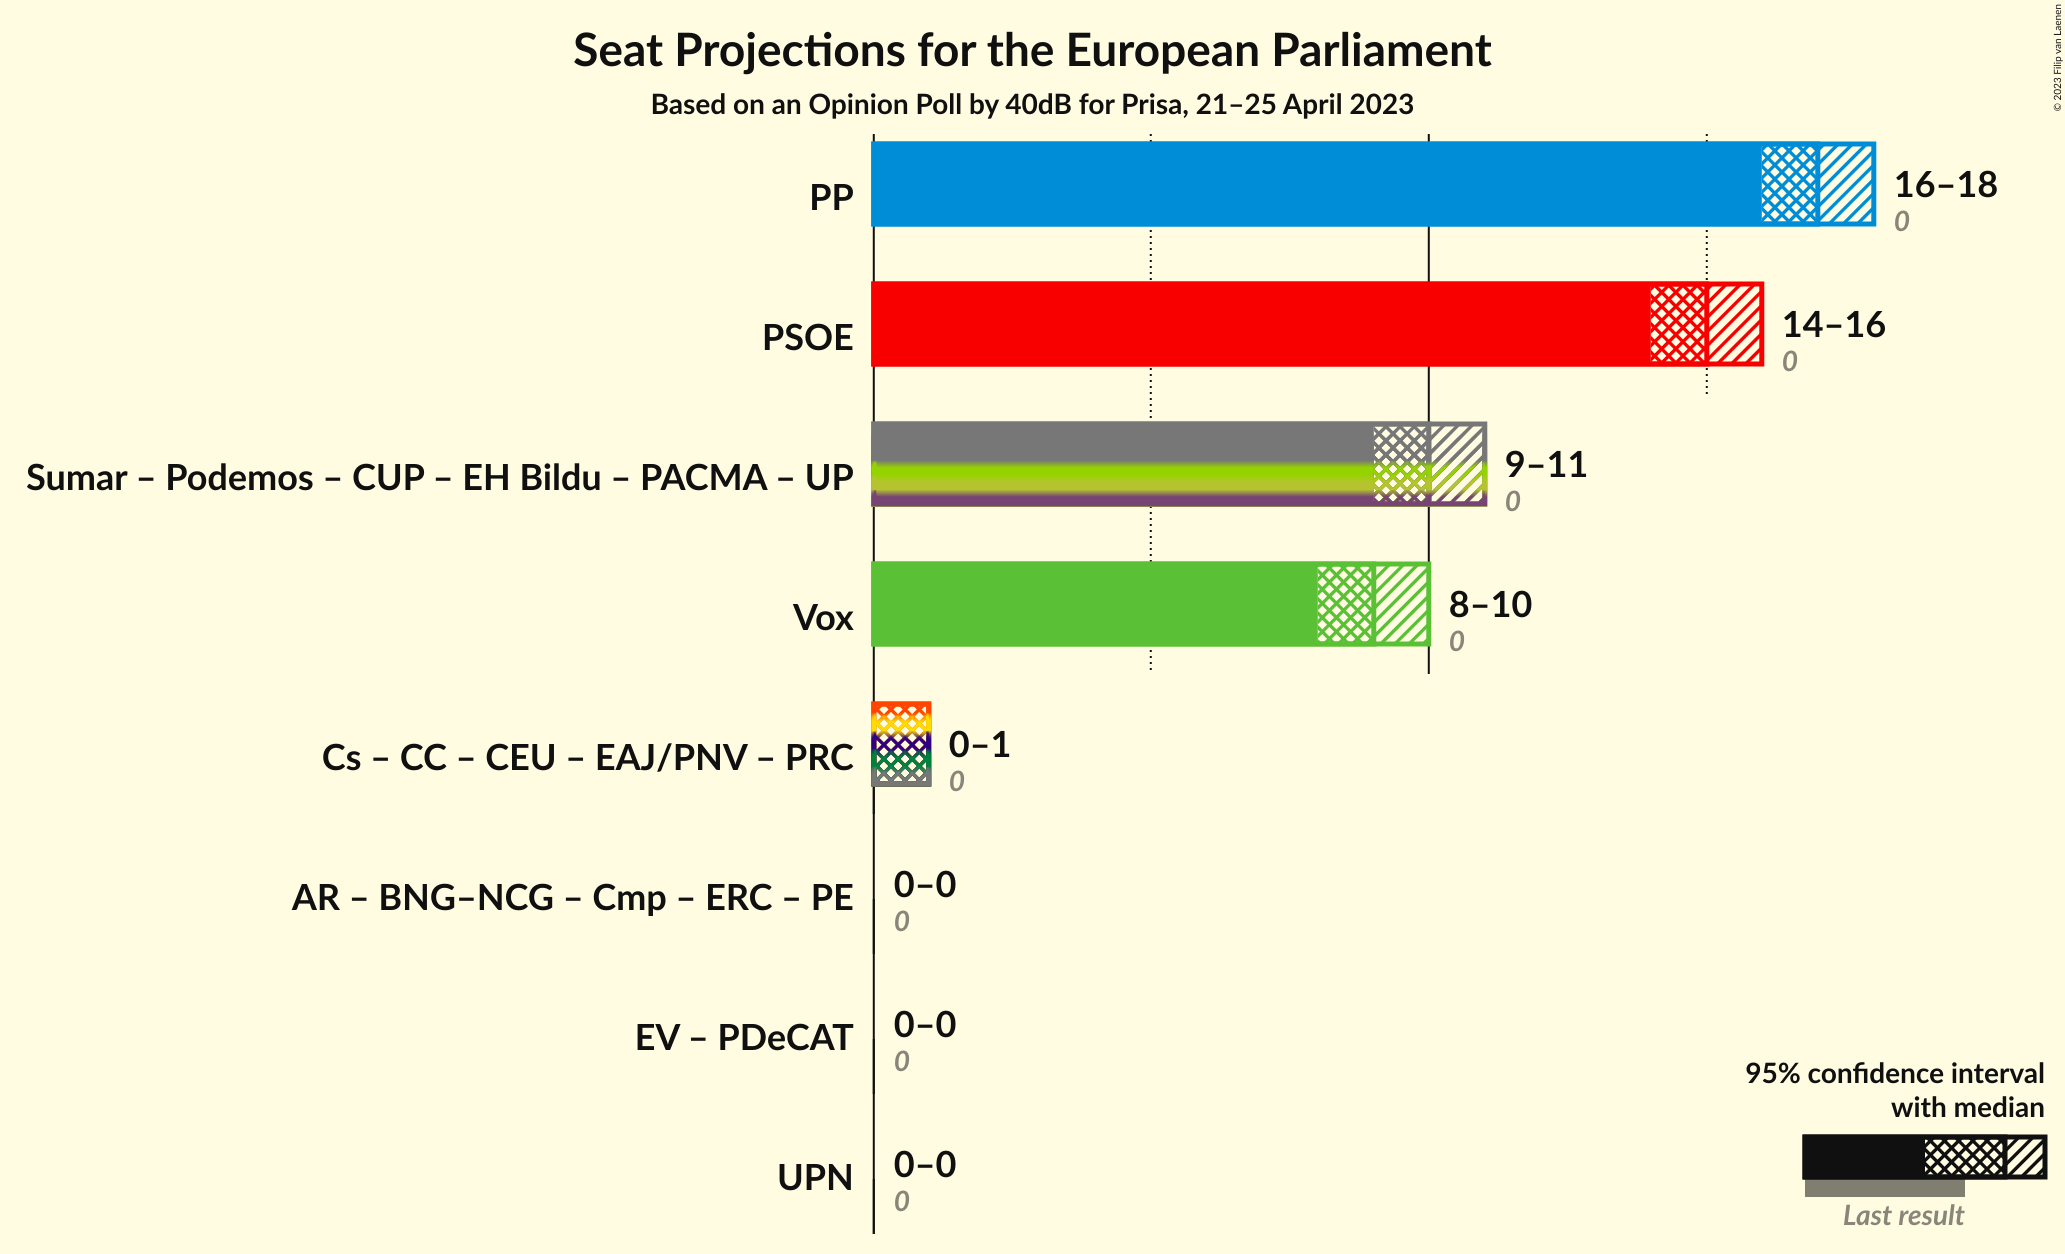 Seat Projections for the European Parliament
Based on an Opinion Poll by 40dB for Prisa, 21–25 April 2023
© 2023 Filip van Laenen
PP
16–18
0
PSOE
14–16
0
Sumar – Podemos – CUP – EH Bildu – PACMA – UP
9–11
0
Vox
8–10
0
Cs – CC – CEU – EAJ/PNV – PRC
0–1
0
AR – BNG–NCG – Cmp – ERC – PE
0–0
0
EV – PDeCAT
0–0
0
UPN
0–0
0
95% confidence interval
with median
Last result